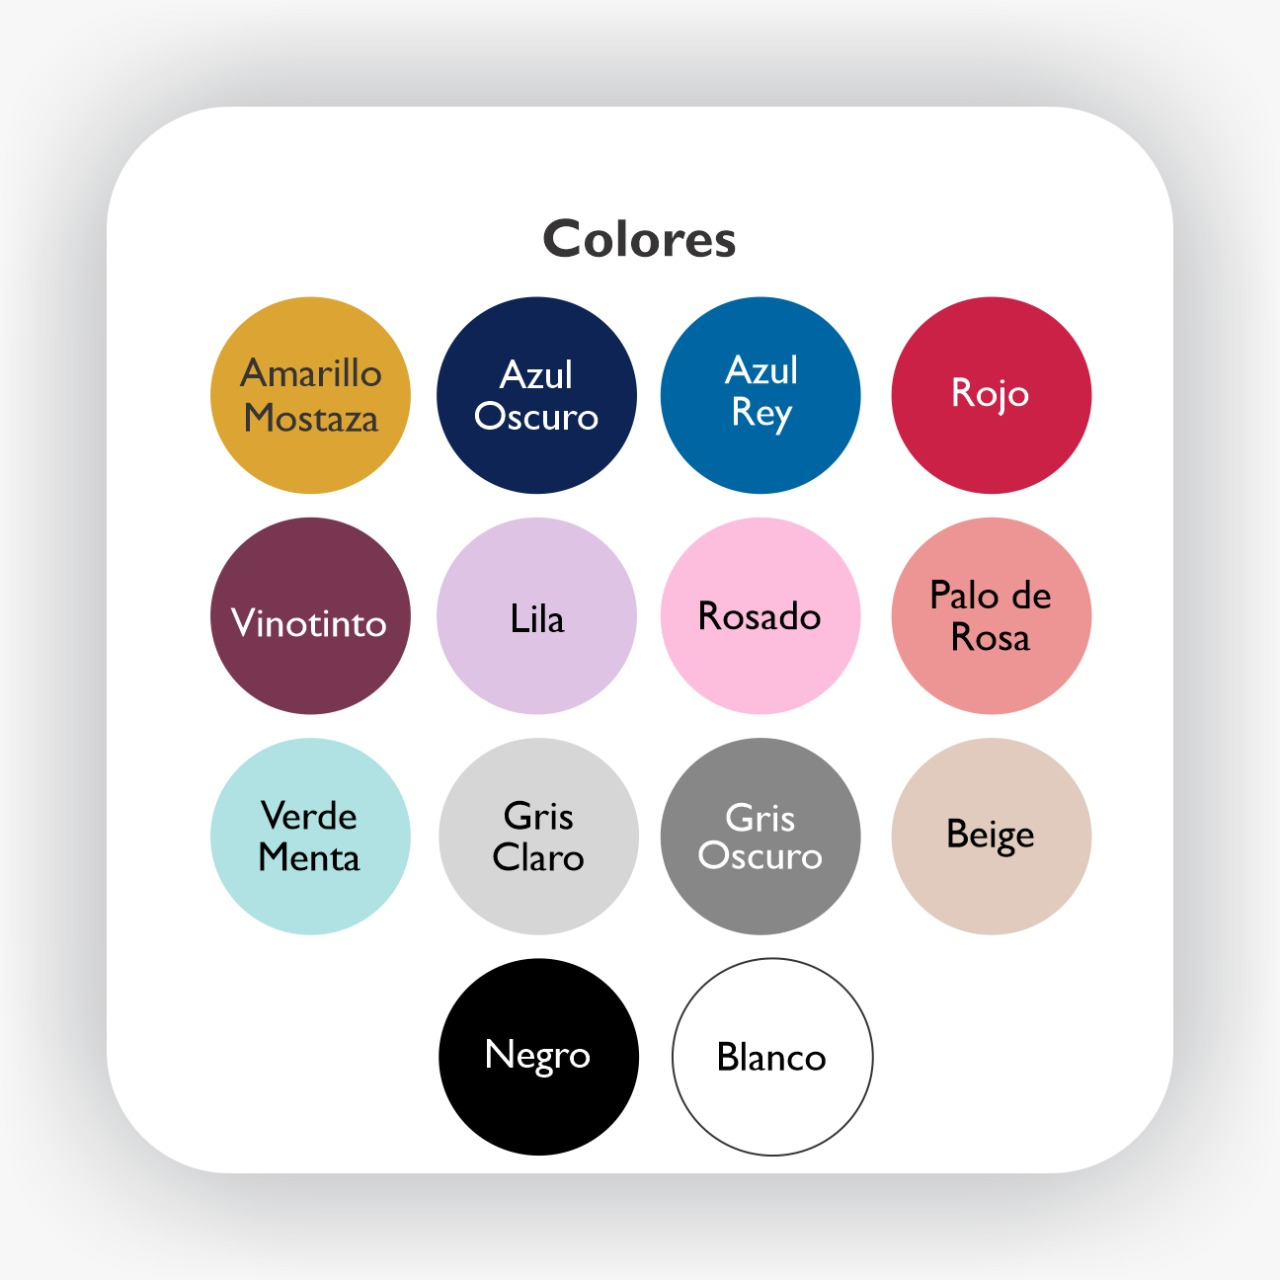 Colores
Amarillo
Mostaza
Azul
Oscuro
Azul
Rey
Rojo
Vinotinto
Lila
Rosado
Palo de
Rosa
Verde
Menta
Gris
Claro
Gris
Oscuro
Beige
Negro
Blanco